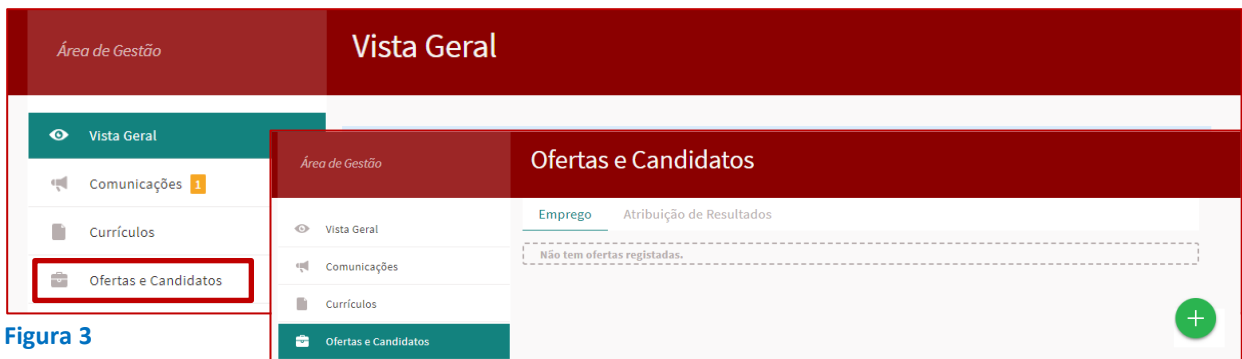 Área de Gestão
Vista Geral
Vista Geral
Comunicações 1
Currículos
Ofertas e Candidatos
Figura 3
Área de Gestão
Ofertas e Candidatos
Emprego Atribuição de Resultados
Não tem ofertas registadas.
Vista Geral
Comunicações
Currículos
Ofertas e Candidatos